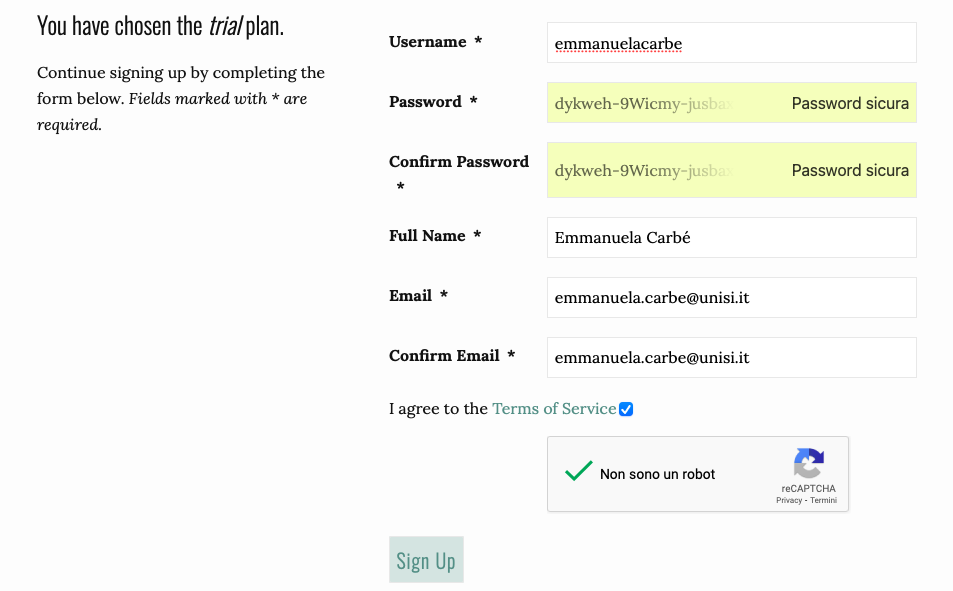 You have chosen the trial plan.
Continue signing up by completing the
form below. Fields marked with * are
required.
Username *
emmanuelacarbe
Password *
dykweh-9Wicmy-jusba
Password sicura
Confirm Password
*
dykweh-9Wicmy-jusba
Password sicura
Full Name *
Emmanuela Carbé
Email *
emmanuela.carbe@unisi.it
Confirm Email *
emmanuela.carbe@unisi.it
I agree to the Terms of Service
Non sono un robot
reCAPTCHA
Privacy - Termini
Sign Up